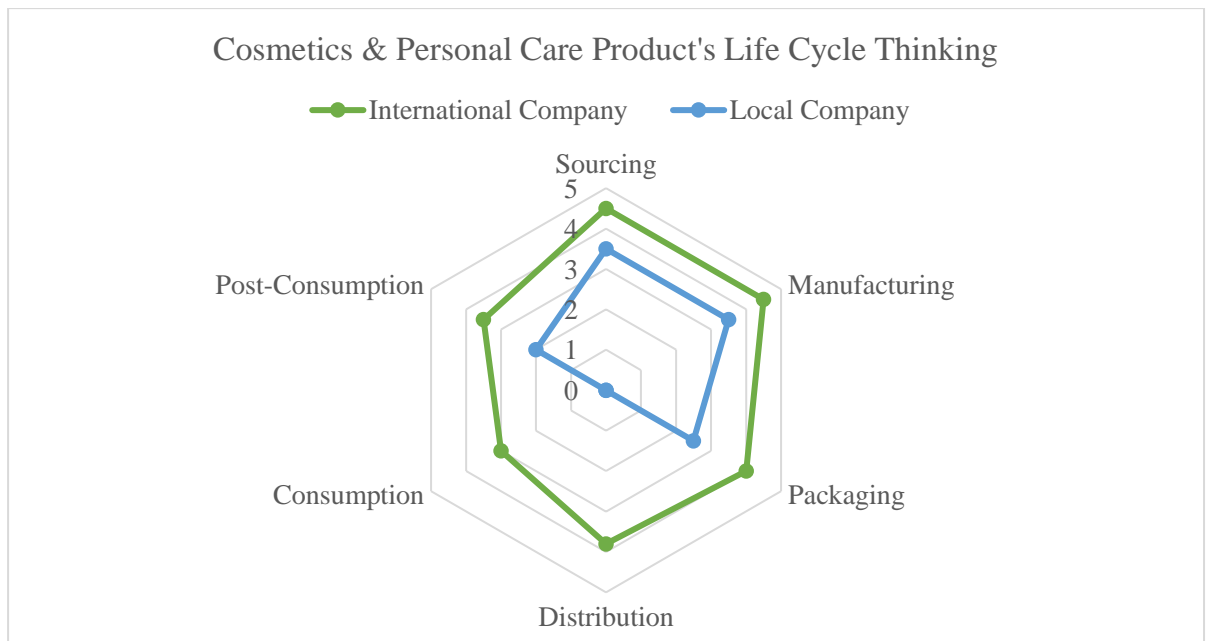 Cosmetics & Personal Care Product's Life Cycle Thinking
International Company
Local Company
Sourcing
5
4
3
2
1
0
Post-Consumption
Manufacturing
Consumption
Packaging
Distribution